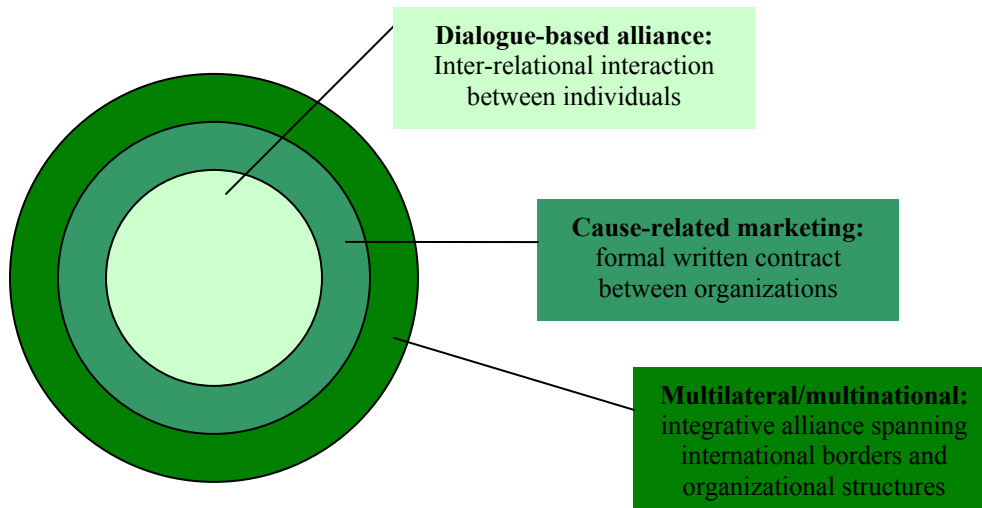 Dialogue-based alliance:
Inter-relational interaction
between individuals
Cause-related marketing:
formal written contract
between organizations
Multilateral/multinational:
integrative alliance spanning
international borders and
organizational structures